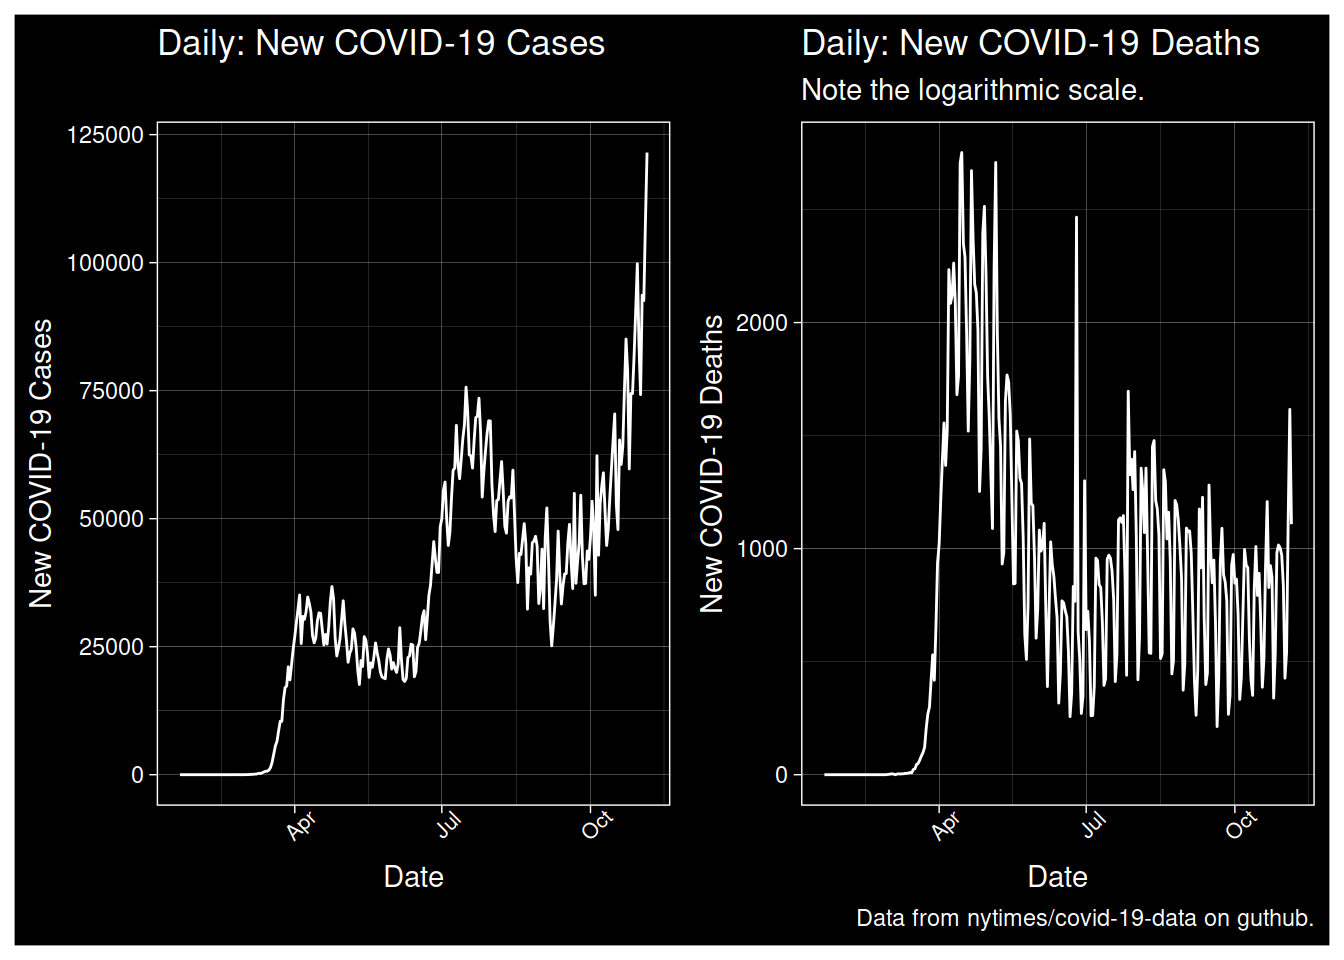 Daily: New COVID-19 Cases
New COVID-19 Cases
125000
100000
75000
50000
25000
0
Apr
Jul
Oct
Date
Daily: New COVID-19 Deaths
Note the logarithmic scale.
New COVID-19 Deaths
2000
1000
0
Apr
Jul
Oct
Date
Data from nytimes/covid-19-data on guthub.